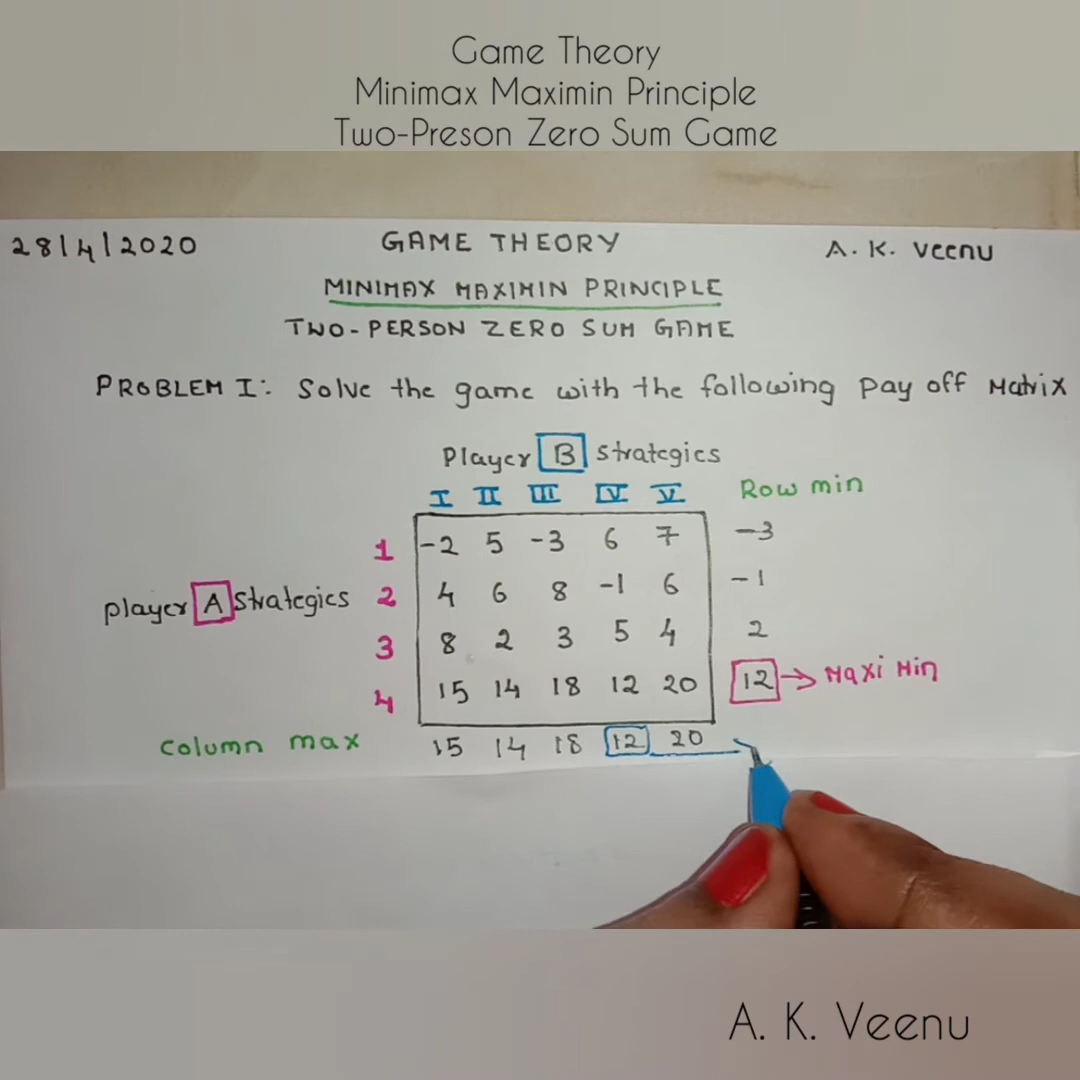 Game Theory
Minimax Maximin Principle
Two-Preson Zero Sum Game
28/4/2020 GAME THEORY A. K. Veenu
MINIMAX MAXIMIN PRINCIPLE
TWO-PERSON ZERO SUM GAME
PROBLEM I: Solve the game with the following pay off Matrix
Player B Strategies
I II III IV V Row min
1 -2 5 -3 6 7 -3
player A Strategies 2 4 6 8 -1 6 -1
3 8 2 3 5 4 2
4 15 14 18 12 20 12 → Maxi Min
Column max 15 14 18 12 20
A. K. Veenu